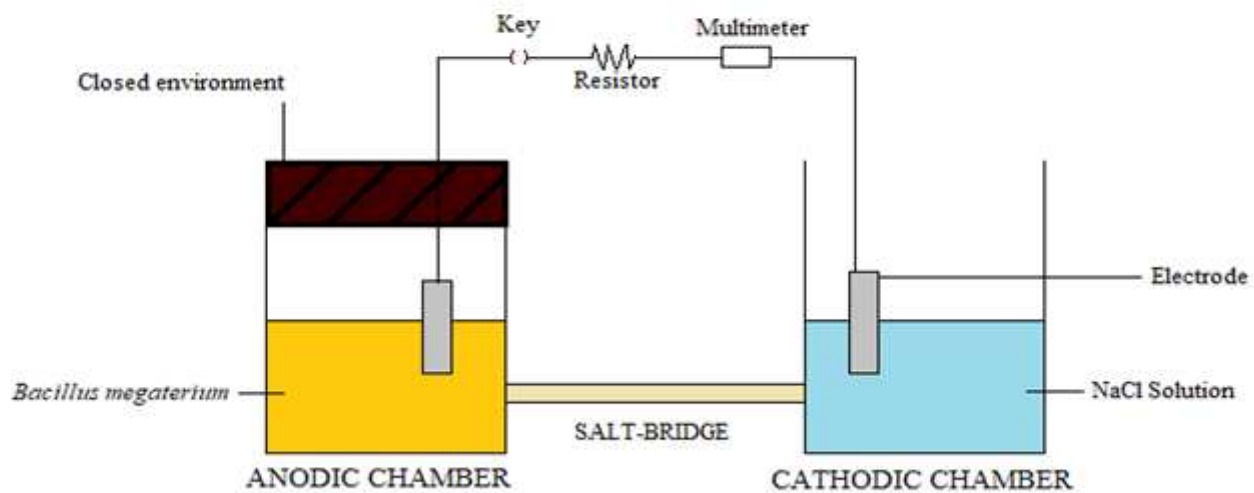 Key
Multimeter
Resistor
Closed environment
Electrode
Bacillus megaterium
NaCl Solution
SALT-BRIDGE
ANODIC CHAMBER
CATHODIC CHAMBER